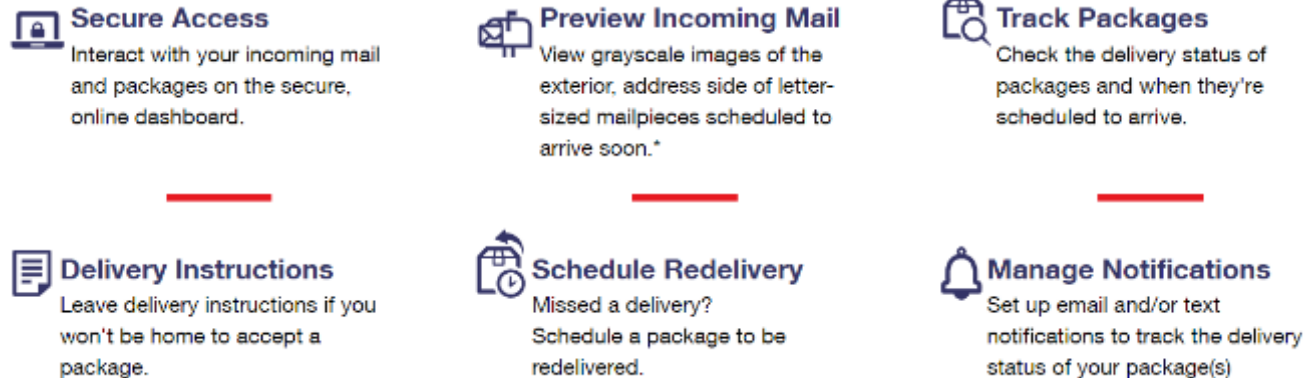 Secure Access
Interact with your incoming mail
and packages on the secure,
online dashboard.
Preview Incoming Mail
View grayscale images of the
exterior, address side of letter-
sized mailpieces scheduled to
arrive soon.*
Track Packages
Check the delivery status of
packages and when they're
scheduled to arrive.
Delivery Instructions
Leave delivery instructions if you
won't be home to accept a
package.
Schedule Redelivery
Missed a delivery?
Schedule a package to be
redelivered.
Manage Notifications
Set up email and/or text
notifications to track the delivery
status of your package(s)